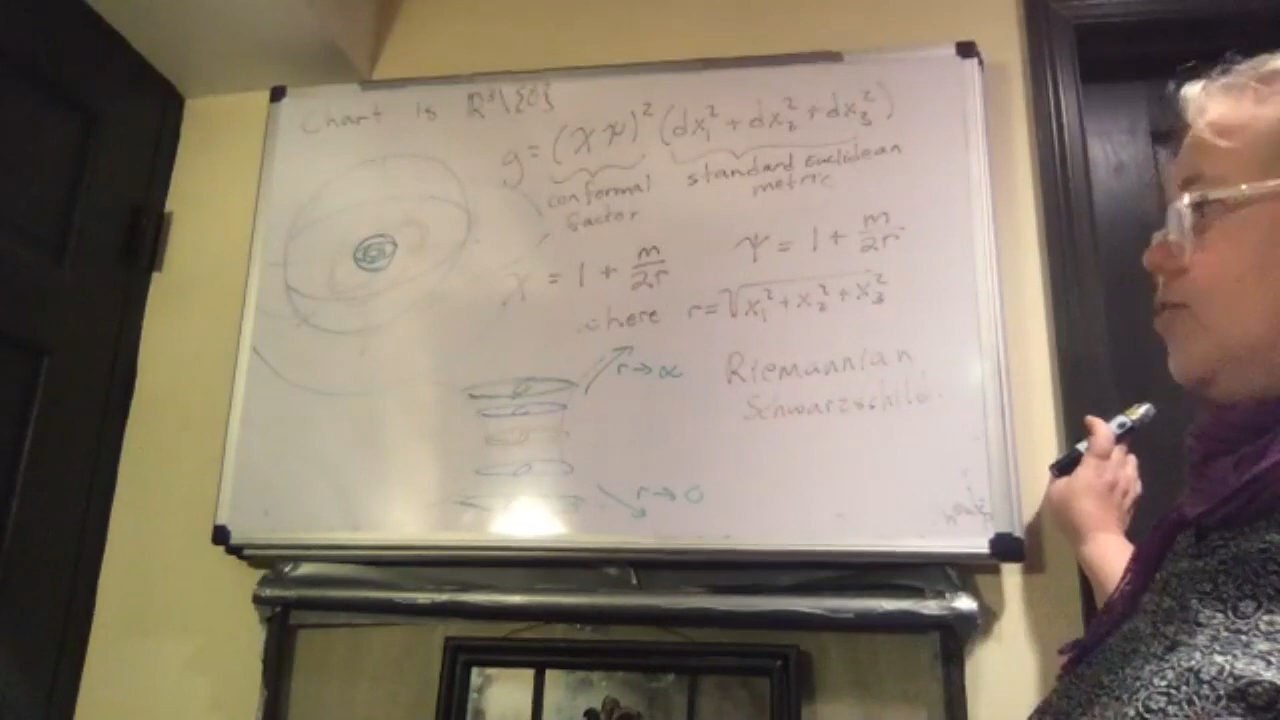 Chart is ℝ³\{0}
g = (χψ)² (dx₁² + dx₂² + dx₃²)
conformal factor
standard Euclidean metric
χ = 1 + m/2r
ψ = 1 + m/2r
where r = √x₁² + x₂² + x₃²
r → ∞
Riemannian
Schwarzschild.
r → 0